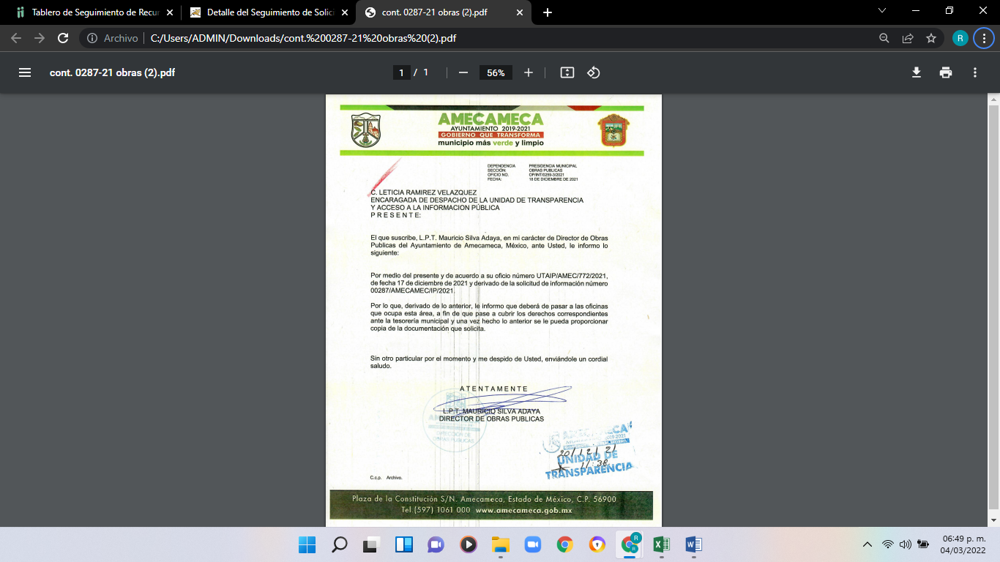 Tablero de Seguimiento de Recur
Detalle del Seguimiento de Solici
cont. 0287-21 obras (2).pdf
Archivo
C:/Users/ADMIN/Downloads/cont.%200287-21%20obras%20(2).pdf
R
cont. 0287-21 obras (2).pdf
1 / 1
56%
AMECAMECA
AYUNTAMIENTO 2019-2021
GOBIERNO QUE TRANSFORMA
municipio más verde y limpio
DEPENDENCIA PRESIDENCIA MUNICIPAL
SECCIÓN: OBRAS PUBLICAS
OFICIO NO. OP/INT/0259-3/2021
FECHA: 18 DE DICIEMBRE DE 2021
C. LETICIA RAMIREZ VELAZQUEZ
ENCARAGADA DE DESPACHO DE LA UNIDAD DE TRANSPARENCIA
Y ACCESO A LA INFORMACION PÚBLICA
P R E S E N T E:
El que suscribe, L.P.T. Mauricio Silva Adaya, en mi carácter de Director de Obras
Publicas del Ayuntamiento de Amecameca, México, ante Usted, le informo lo
siguiente:
Por medio del presente y de acuerdo a su oficio número UTAIP/AMEC/772/2021,
de fecha 17 de diciembre de 2021 y derivado de la solicitud de información número
00287/AMECAMEC/IP/2021.
Por lo que, derivado de lo anterior, le informo que deberá de pasar a las oficinas
que ocupa esta área, a fin de que pase a cubrir los derechos correspondientes
ante la tesorería municipal y una vez hecho lo anterior se le pueda proporcionar
copia de la documentación que solicita.
Sin otro particular por el momento y me despido de Usted, enviándole un cordial
saludo.
A T E N T A M E N T E
L.P.T. MAURICIO SILVA ADAYA
DIRECTOR DE OBRAS PUBLICAS
DIRECCIÓN DE
OBRAS PUBLICAS
AMECAMECA
2019-2021
20/12/21
UNIDAD DE
11:38
TRANSPARENCIA
C.c.p. Archivo.
Plaza de la Constitución S/N. Amecameca, Estado de México, C.P. 56900
Tel.(597) 1061 000 www.amecameca.gob.mx
06:49 p. m.
04/03/2022